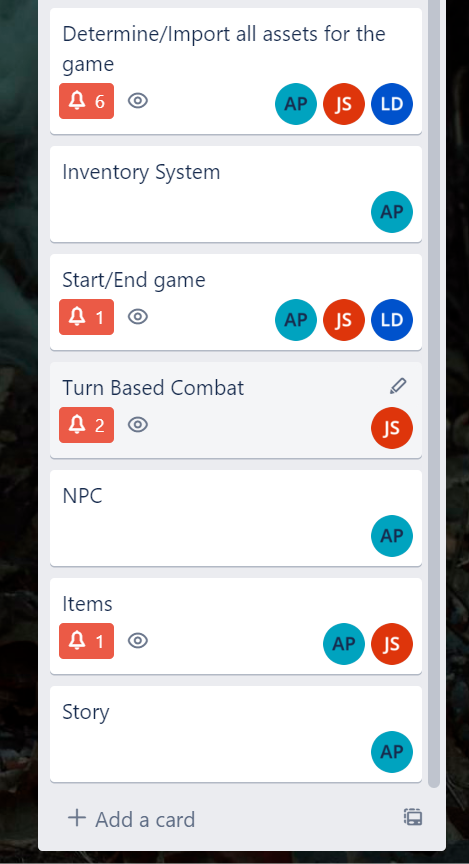 Determine/Import all assets for the
game
6 AP JS LD
Inventory System
AP
Start/End game
1 AP JS LD
Turn Based Combat
2 JS
NPC
AP
Items
1 AP JS
Story
AP
+ Add a card